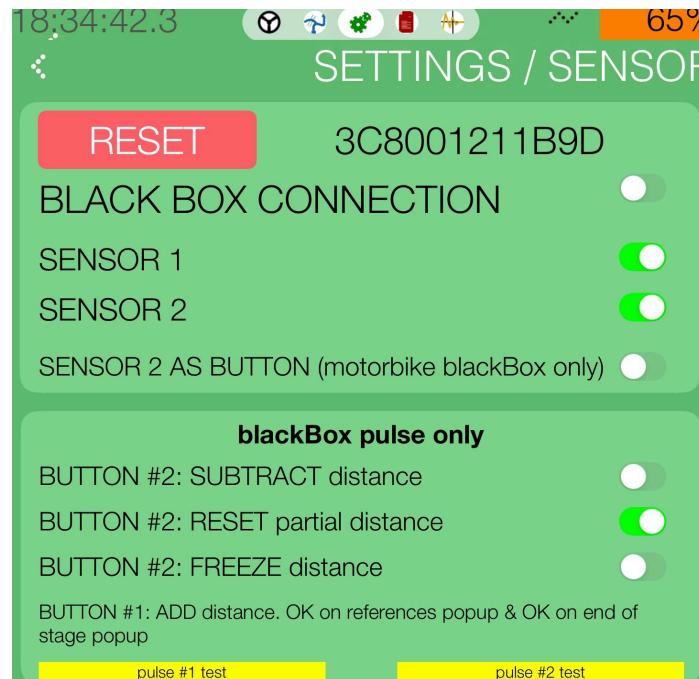 18:34:42.3
65%
SETTINGS / SENSOR
RESET
3C8001211B9D
BLACK BOX CONNECTION
SENSOR 1
SENSOR 2
SENSOR 2 AS BUTTON (motorbike blackBox only)
blackBox pulse only
BUTTON #2: SUBTRACT distance
BUTTON #2: RESET partial distance
BUTTON #2: FREEZE distance
BUTTON #1: ADD distance. OK on references popup & OK on end of
stage popup
pulse #1 test
pulse #2 test